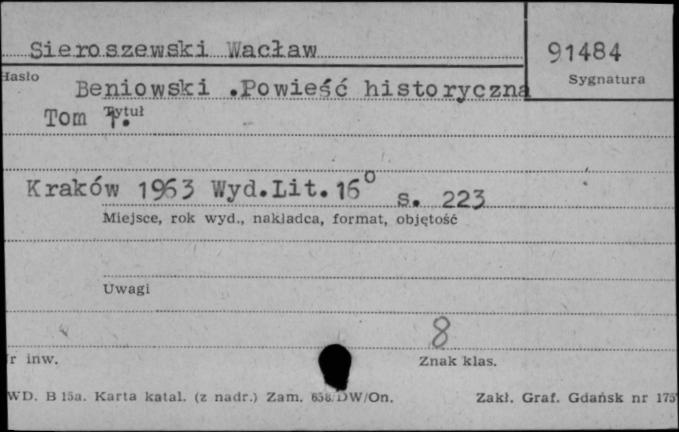 Sieroszewski Wacław
91484
Hasło
Sygnatura
Beniowski .Powieść historyczna
Tom I.
Tytuł
Kraków 1963 Wyd.Lit.16° s. 223
Miejsce, rok wyd., nakładca, format, objętość
Uwagi
8
r inw.
Znak klas.
WD. B 15a. Karta katal. (z nadr.) Zam. 658/DW/On.
Zakł. Graf. Gdańsk nr 175